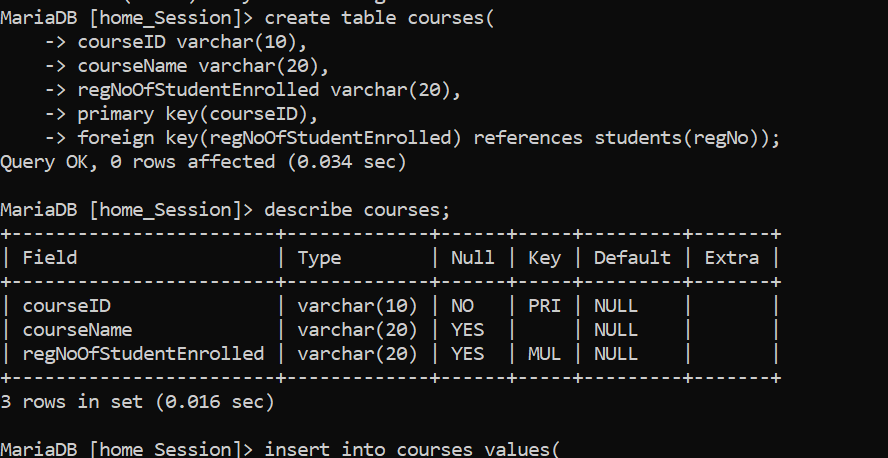 MariaDB [home_Session]> create table courses(
    -> courseID varchar(10),
    -> courseName varchar(20),
    -> regNoOfStudentEnrolled varchar(20),
    -> primary key(courseID),
    -> foreign key(regNoOfStudentEnrolled) references students(regNo));
Query OK, 0 rows affected (0.034 sec)

MariaDB [home_Session]> describe courses;
+------------------------+-------------+------+-----+---------+-------+
| Field                  | Type        | Null | Key | Default | Extra |
+------------------------+-------------+------+-----+---------+-------+
| courseID               | varchar(10) | NO   | PRI | NULL    |       |
| courseName             | varchar(20) | YES  |     | NULL    |       |
| regNoOfStudentEnrolled | varchar(20) | YES  | MUL | NULL    |       |
+------------------------+-------------+------+-----+---------+-------+
3 rows in set (0.016 sec)

MariaDB [home_Session]> insert into courses values(